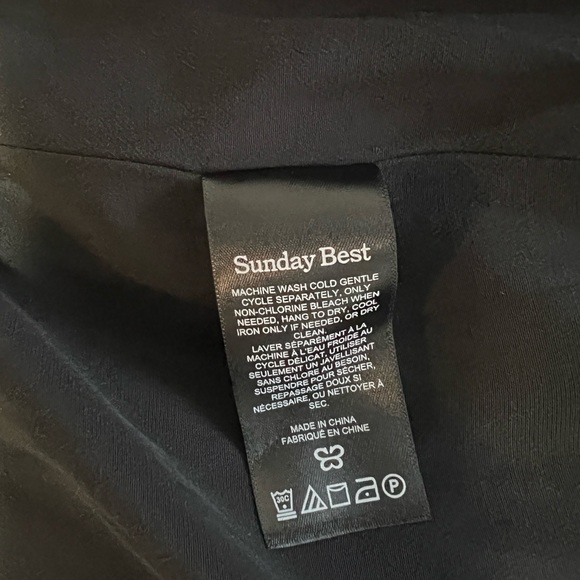 Sunday Best
MACHINE WASH COLD GENTLE
CYCLE SEPARATELY, ONLY
NON-CHLORINE BLEACH WHEN
NEEDED, HANG TO DRY, COOL
IRON ONLY IF NEEDED, OR DRY
CLEAN.
LAVER SÉPARÉMENT À LA
MACHINE À L'EAU FROIDE AU
CYCLE DÉLICAT, UTILISER
SEULEMENT UN JAVELLISANT
SANS CHLORE AU BESOIN,
SUSPENDRE POUR SÉCHER,
REPASSAGE DOUX SI
NÉCESSAIRE, OU NETTOYER À
SEC.
MADE IN CHINA
FABRIQUÉ EN CHINE
30C P